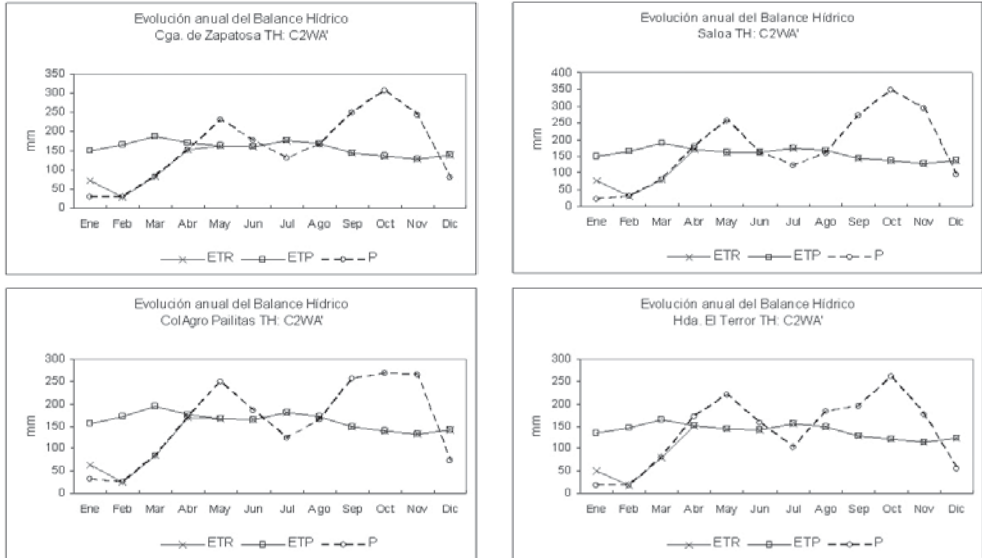 Evolución anual del Balance Hídrico
Cga. de Zapatosa TH: C2WA'
mm
350
300
250
200
150
100
50
0
Ene Feb Mar Abr May Jun Jul Ago Sep Oct Nov Dic
ETR ETP P
Evolución anual del Balance Hídrico
Saloa TH: C2WA'
mm
400
350
300
250
200
150
100
50
0
Ene Feb Mar Abr May Jun Jul Ago Sep Oct Nov Dic
ETR ETP P
Evolución anual del Balance Hídrico
ColAgro Pailitas TH: C2WA'
mm
300
250
200
150
100
50
0
Ene Feb Mar Abr May Jun Jul Ago Sep Oct Nov Dic
ETR ETP P
Evolución anual del Balance Hídrico
Hda. El Terror TH: C2WA'
mm
300
250
200
150
100
50
0
Ene Feb Mar Abr May Jun Jul Ago Sep Oct Nov Dic
ETR ETP P